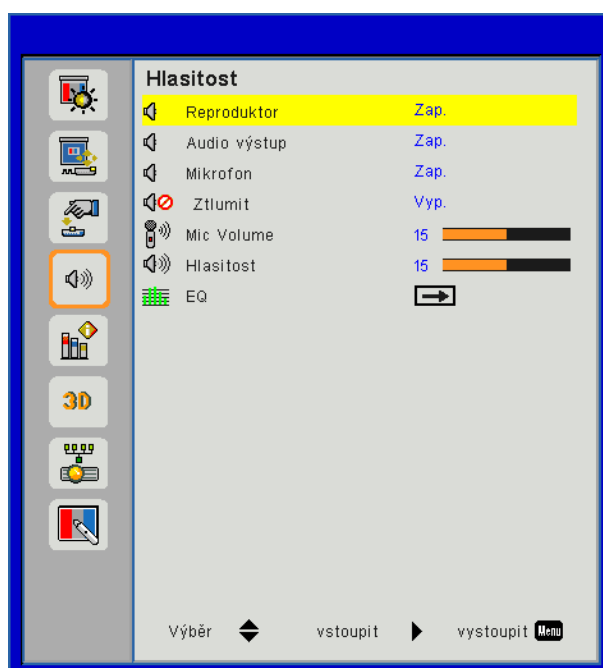 Hlasitost
Reproduktor Zap.
Audio výstup Zap.
Mikrofon Zap.
Ztlumit Vyp.
Mic Volume 15
Hlasitost 15
EQ
3D
Výběr vstoupit vystoupit Menu